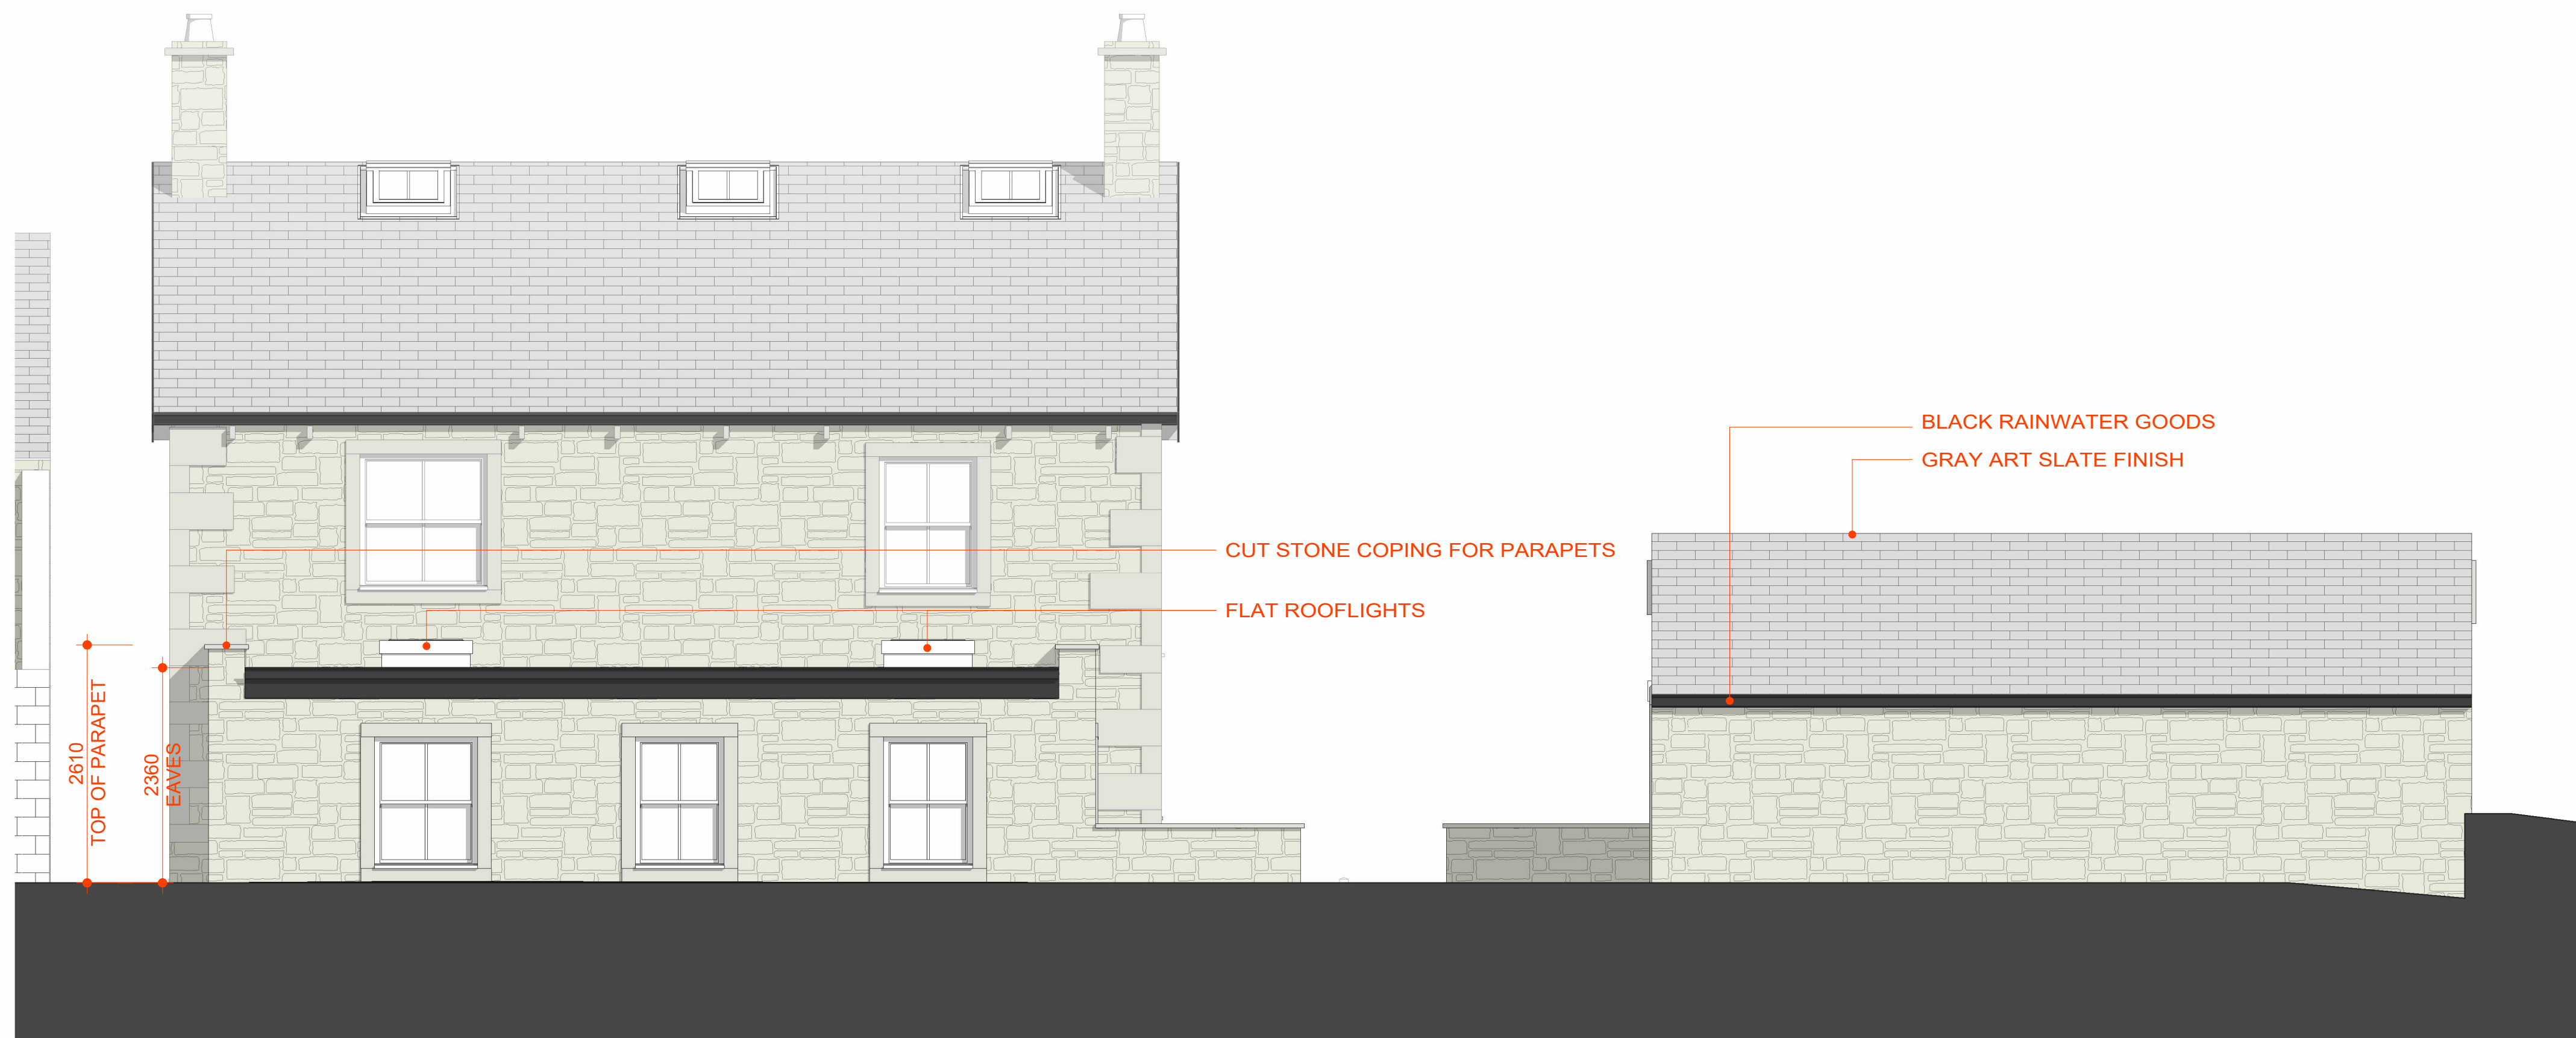 BLACK RAINWATER GOODS
GRAY ART SLATE FINISH
CUT STONE COPING FOR PARAPETS
FLAT ROOFLIGHTS
2610
TOP OF PARAPET
2360
EAVES